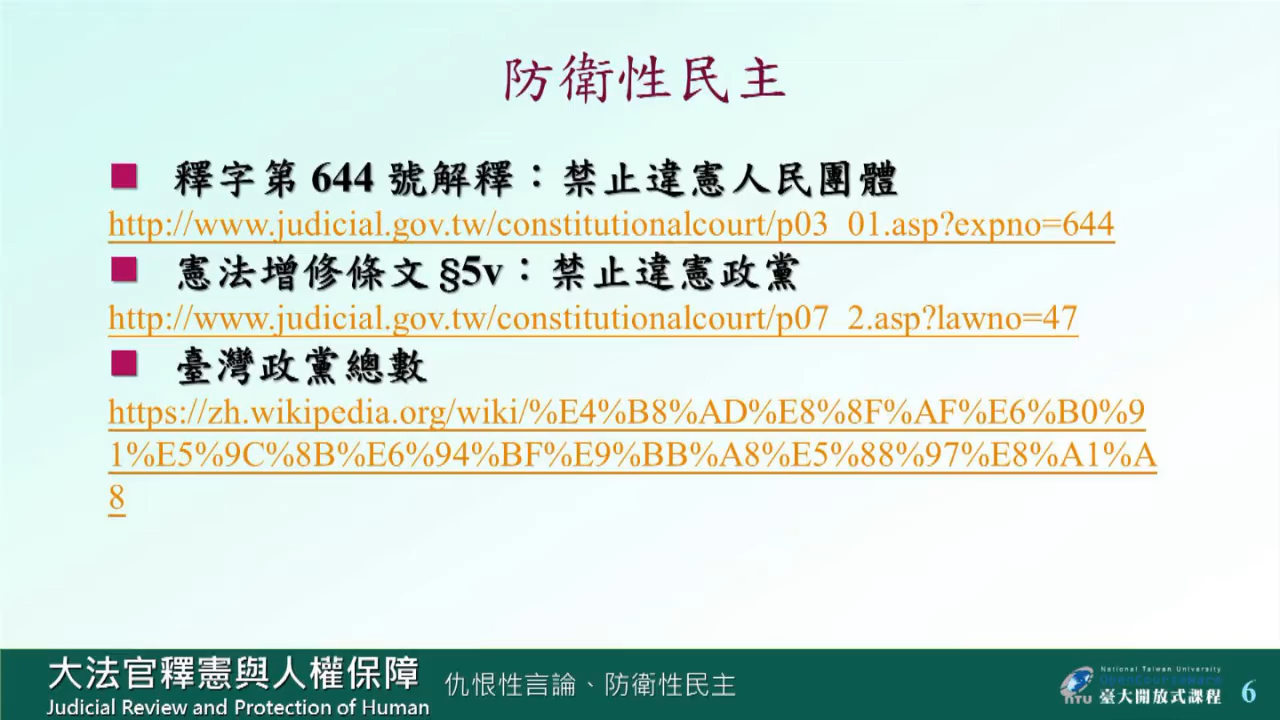 防衛性民主
■ 釋字第 644 號解釋：禁止違憲人民團體
http://www.judicial.gov.tw/constitutionalcourt/p03_01.asp?expno=644
■ 憲法增修條文 §5v：禁止違憲政黨
http://www.judicial.gov.tw/constitutionalcourt/p07_2.asp?lawno=47
■ 臺灣政黨總數
https://zh.wikipedia.org/wiki/%E4%B8%AD%E8%8F%AF%E6%B0%9
1%E5%9C%8B%E6%94%BF%E9%BB%A8%E5%88%97%E8%A1%A
8
大法官釋憲與人權保障
Judicial Review and Protection of Human
仇恨性言論、防衛性民主
National Taiwan University
OpenCourseware
NTU 臺大開放式課程
6